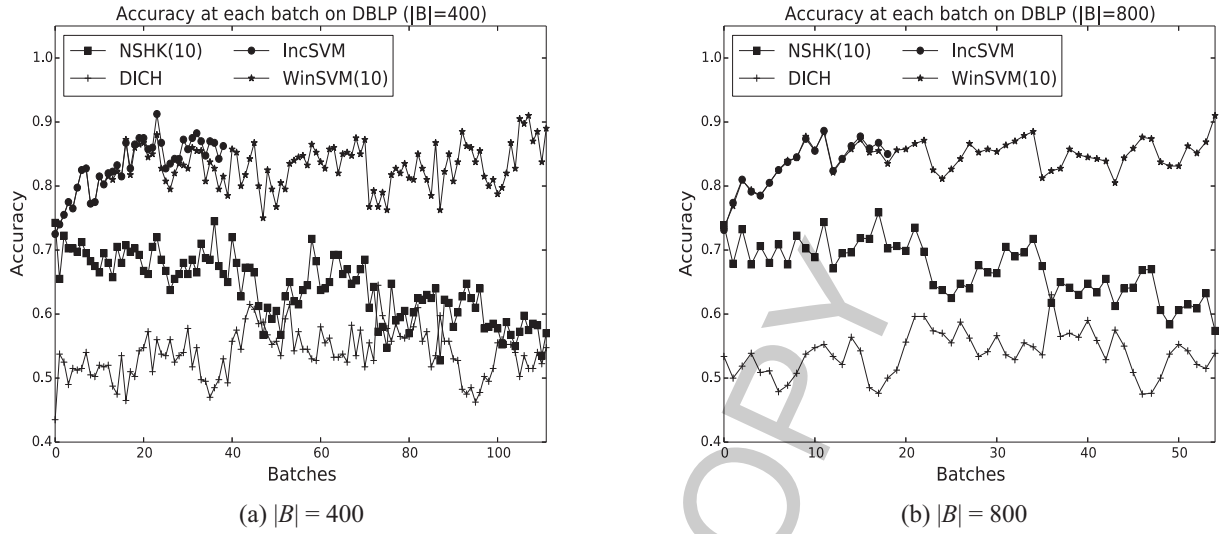 Accuracy at each batch on DBLP (|B|=400)
NSHK(10)
DICH
IncSVM
WinSVM(10)
Accuracy
1.0
0.9
0.8
0.7
0.6
0.5
0.4
0
20
40
60
80
100
Batches
(a) |B| = 400
Accuracy at each batch on DBLP (|B|=800)
NSHK(10)
DICH
IncSVM
WinSVM(10)
Accuracy
1.0
0.9
0.8
0.7
0.6
0.5
0.4
0
10
20
30
40
50
Batches
(b) |B| = 800
OPY